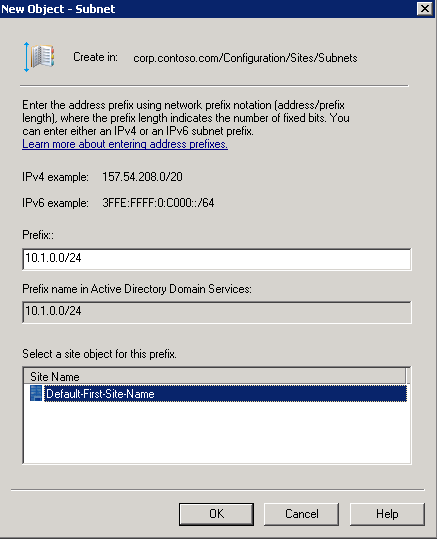 New Object - Subnet
Create in: corp.contoso.com/Configuration/Sites/Subnets
Enter the address prefix using network prefix notation (address/prefix
length), where the prefix length indicates the number of fixed bits. You
can enter either an IPv4 or an IPv6 subnet prefix.
Learn more about entering address prefixes.
IPv4 example: 157.54.208.0/20
IPv6 example: 3FFE:FFFF:0:C000::/64
Prefix::
10.1.0.0/24
Prefix name in Active Directory Domain Services:
10.1.0.0/24
Select a site object for this prefix.
Site Name
Default-First-Site-Name
OK Cancel Help